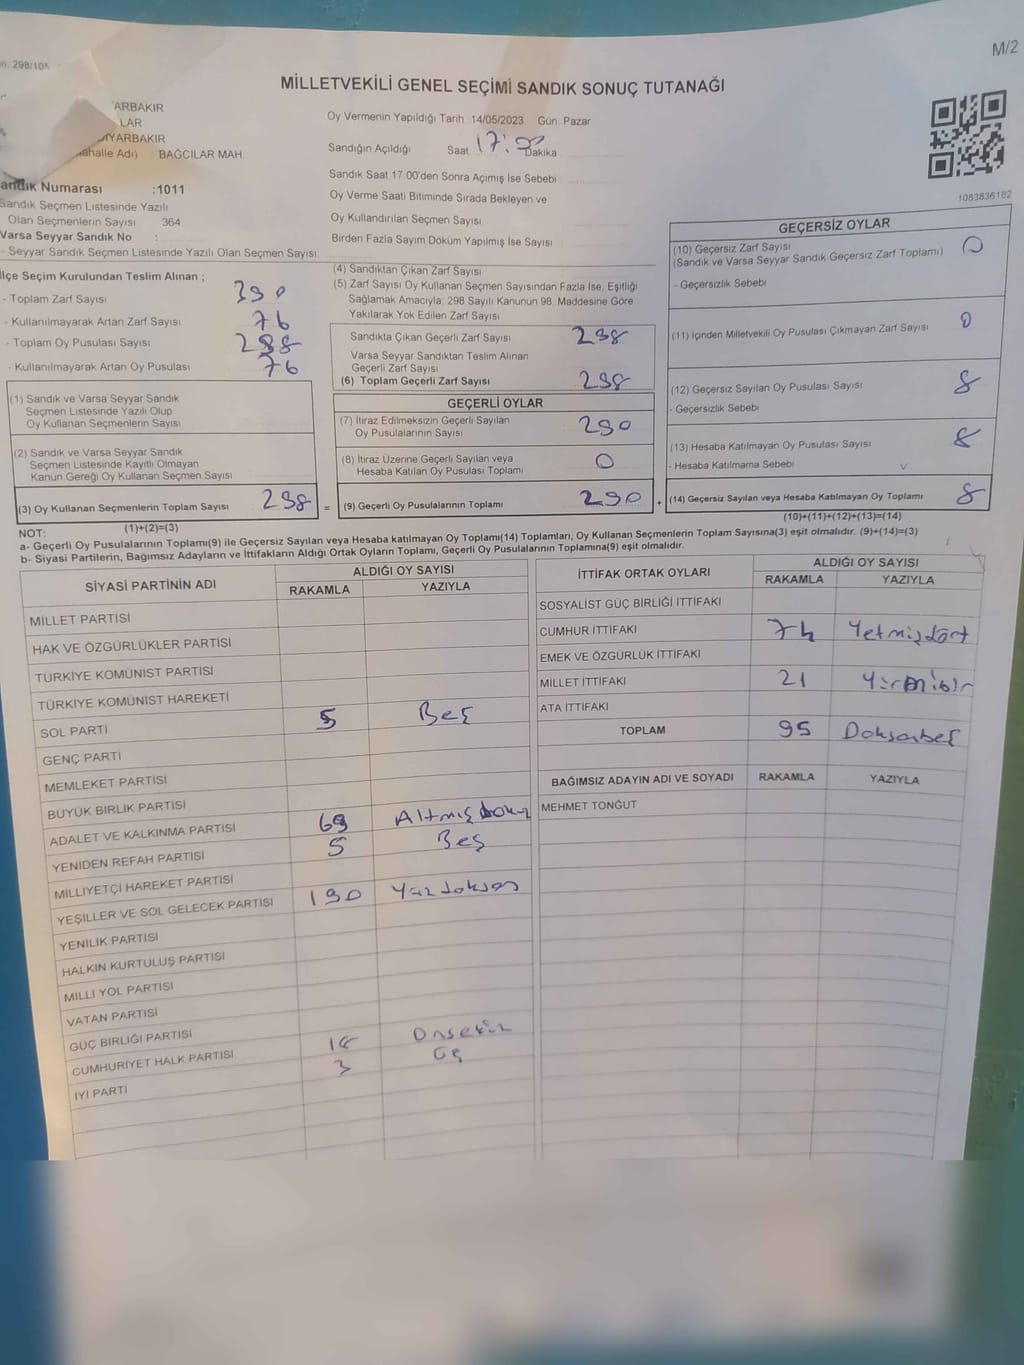 M/2
298/105
MİLLETVEKİLİ GENEL SEÇİMİ SANDIK SONUÇ TUTANAĞI
ARBAKIR
LAR
DİYARBAKIR
ahalle Adı) : BAĞCILAR MAH.
andık Numarası :1011
Sandık Seçmen Listesinde Yazılı
Olan Seçmenlerin Sayısı 364
Varsa Seyyar Sandık No :
- Seyyar Sandık Seçmen Listesinde Yazılı Olan Seçmen Sayısı:
Oy Vermenin Yapıldığı Tarih 14/05/2023 Gün: Pazar
Sandığın Açıldığı Saat 17:00 Dakika
Sandık Saat 17:00'den Sonra Açımış İse Sebebi
Oy Verme Saati Bitiminde Sırada Bekleyen ve
Oy Kullandırılan Seçmen Sayısı
Birden Fazla Sayım Döküm Yapılmış İse Sayısı
1083836182
İlçe Seçim Kurulundan Teslim Alınan ;
- Toplam Zarf Sayısı 390
- Kullanılmayarak Artan Zarf Sayısı 76
- Toplam Oy Pusulası Sayısı 298
- Kullanılmayarak Artan Oy Pusulası 76
(1) Sandık ve Varsa Seyyar Sandık
Seçmen Listesinde Yazılı Olup
Oy Kullanan Seçmenlerin Sayısı
(2) Sandık ve Varsa Seyyar Sandık
Seçmen Listesinde Kayıtlı Olmayan
Kanun Gereği Oy Kullanan Seçmen Sayısı
(3) Oy Kullanan Seçmenlerin Toplam Sayısı 298 =
(1)+(2)=(3)
(4) Sandıktan Çıkan Zarf Sayısı
(5) Zarf Sayısı Oy Kullanan Seçmen Sayısından Fazla İse, Eşitliği
Sağlamak Amacıyla; 298 Sayılı Kanunun 98. Maddesine Göre
Yakılarak Yok Edilen Zarf Sayısı
Sandıkta Çıkan Geçerli Zarf Sayısı 298
Varsa Seyyar Sandıktan Teslim Alınan
Geçerli Zarf Sayısı
(6) Toplam Geçerli Zarf Sayısı 298
GEÇERLİ OYLAR
(7) İtiraz Edilmeksizin Geçerli Sayılan
Oy Pusulalarının Sayısı 290
(8) İtiraz Üzerine Geçerli Sayılan veya
Hesaba Katılan Oy Pusulası Toplamı 0
(9) Geçerli Oy Pusulalarının Toplamı 290 +
GEÇERSİZ OYLAR
(10) Geçersiz Zarf Sayısı
(Sandık ve Varsa Seyyar Sandık Geçersiz Zarf Toplamı) 0
- Geçersizlik Sebebi
(11) İçinden Milletvekili Oy Pusulası Çıkmayan Zarf Sayısı 0
(12) Geçersiz Sayılan Oy Pusulası Sayısı 8
- Geçersizlik Sebebi
(13) Hesaba Katılmayan Oy Pusulası Sayısı 8
- Hesaba Katılmama Sebebi
(14) Geçersiz Sayılan veya Hesaba Katılmayan Oy Toplamı 8
(10)+(11)+(12)+(13)=(14)
NOT:
a- Geçerli Oy Pusulalarının Toplamı(9) ile Geçersiz Sayılan veya Hesaba katılmayan Oy Toplamı(14) Toplamları, Oy Kullanan Seçmenlerin Toplam Sayısına(3) eşit olmalıdır. (9)+(14)=(3)
b- Siyasi Partilerin, Bağımsız Adayların ve İttifakların Aldığı Ortak Oyların Toplamı, Geçerli Oy Pusulalarının Toplamına(9) eşit olmalıdır.
SİYASİ PARTİNİN ADI ALDIĞI OY SAYISI
RAKAMLA YAZIYLA
MİLLET PARTİSİ
HAK VE ÖZGÜRLÜKLER PARTİSİ
TÜRKİYE KOMÜNİST PARTİSİ
TÜRKİYE KOMÜNİST HAREKETİ
SOL PARTİ 5 Beş
GENÇ PARTİ
MEMLEKET PARTİSİ
BÜYÜK BİRLİK PARTİSİ
ADALET VE KALKINMA PARTİSİ 69 Altmış dokuz
YENİDEN REFAH PARTİSİ 5 Beş
MİLLİYETÇİ HAREKET PARTİSİ
YEŞİLLER VE SOL GELECEK PARTİSİ 190 Yüz doksan
YENİLİK PARTİSİ
HALKIN KURTULUŞ PARTİSİ
MİLLİ YOL PARTİSİ
VATAN PARTİSİ
GÜÇ BİRLİĞİ PARTİSİ
CUMHURİYET HALK PARTİSİ 18 Onsekiz
İYİ PARTİ 3 Üç
İTTİFAK ORTAK OYLARI ALDIĞI OY SAYISI
RAKAMLA YAZIYLA
SOSYALİST GÜÇ BİRLİĞİ İTTİFAKI
CUMHUR İTTİFAKI 74 Yetmişdört
EMEK VE ÖZGÜRLÜK İTTİFAKI
MİLLET İTTİFAKI 21 Yirmibir
ATA İTTİFAKI
TOPLAM 95 Doksanbeş
BAĞIMSIZ ADAYIN ADI VE SOYADI RAKAMLA YAZIYLA
MEHMET TONĞUT